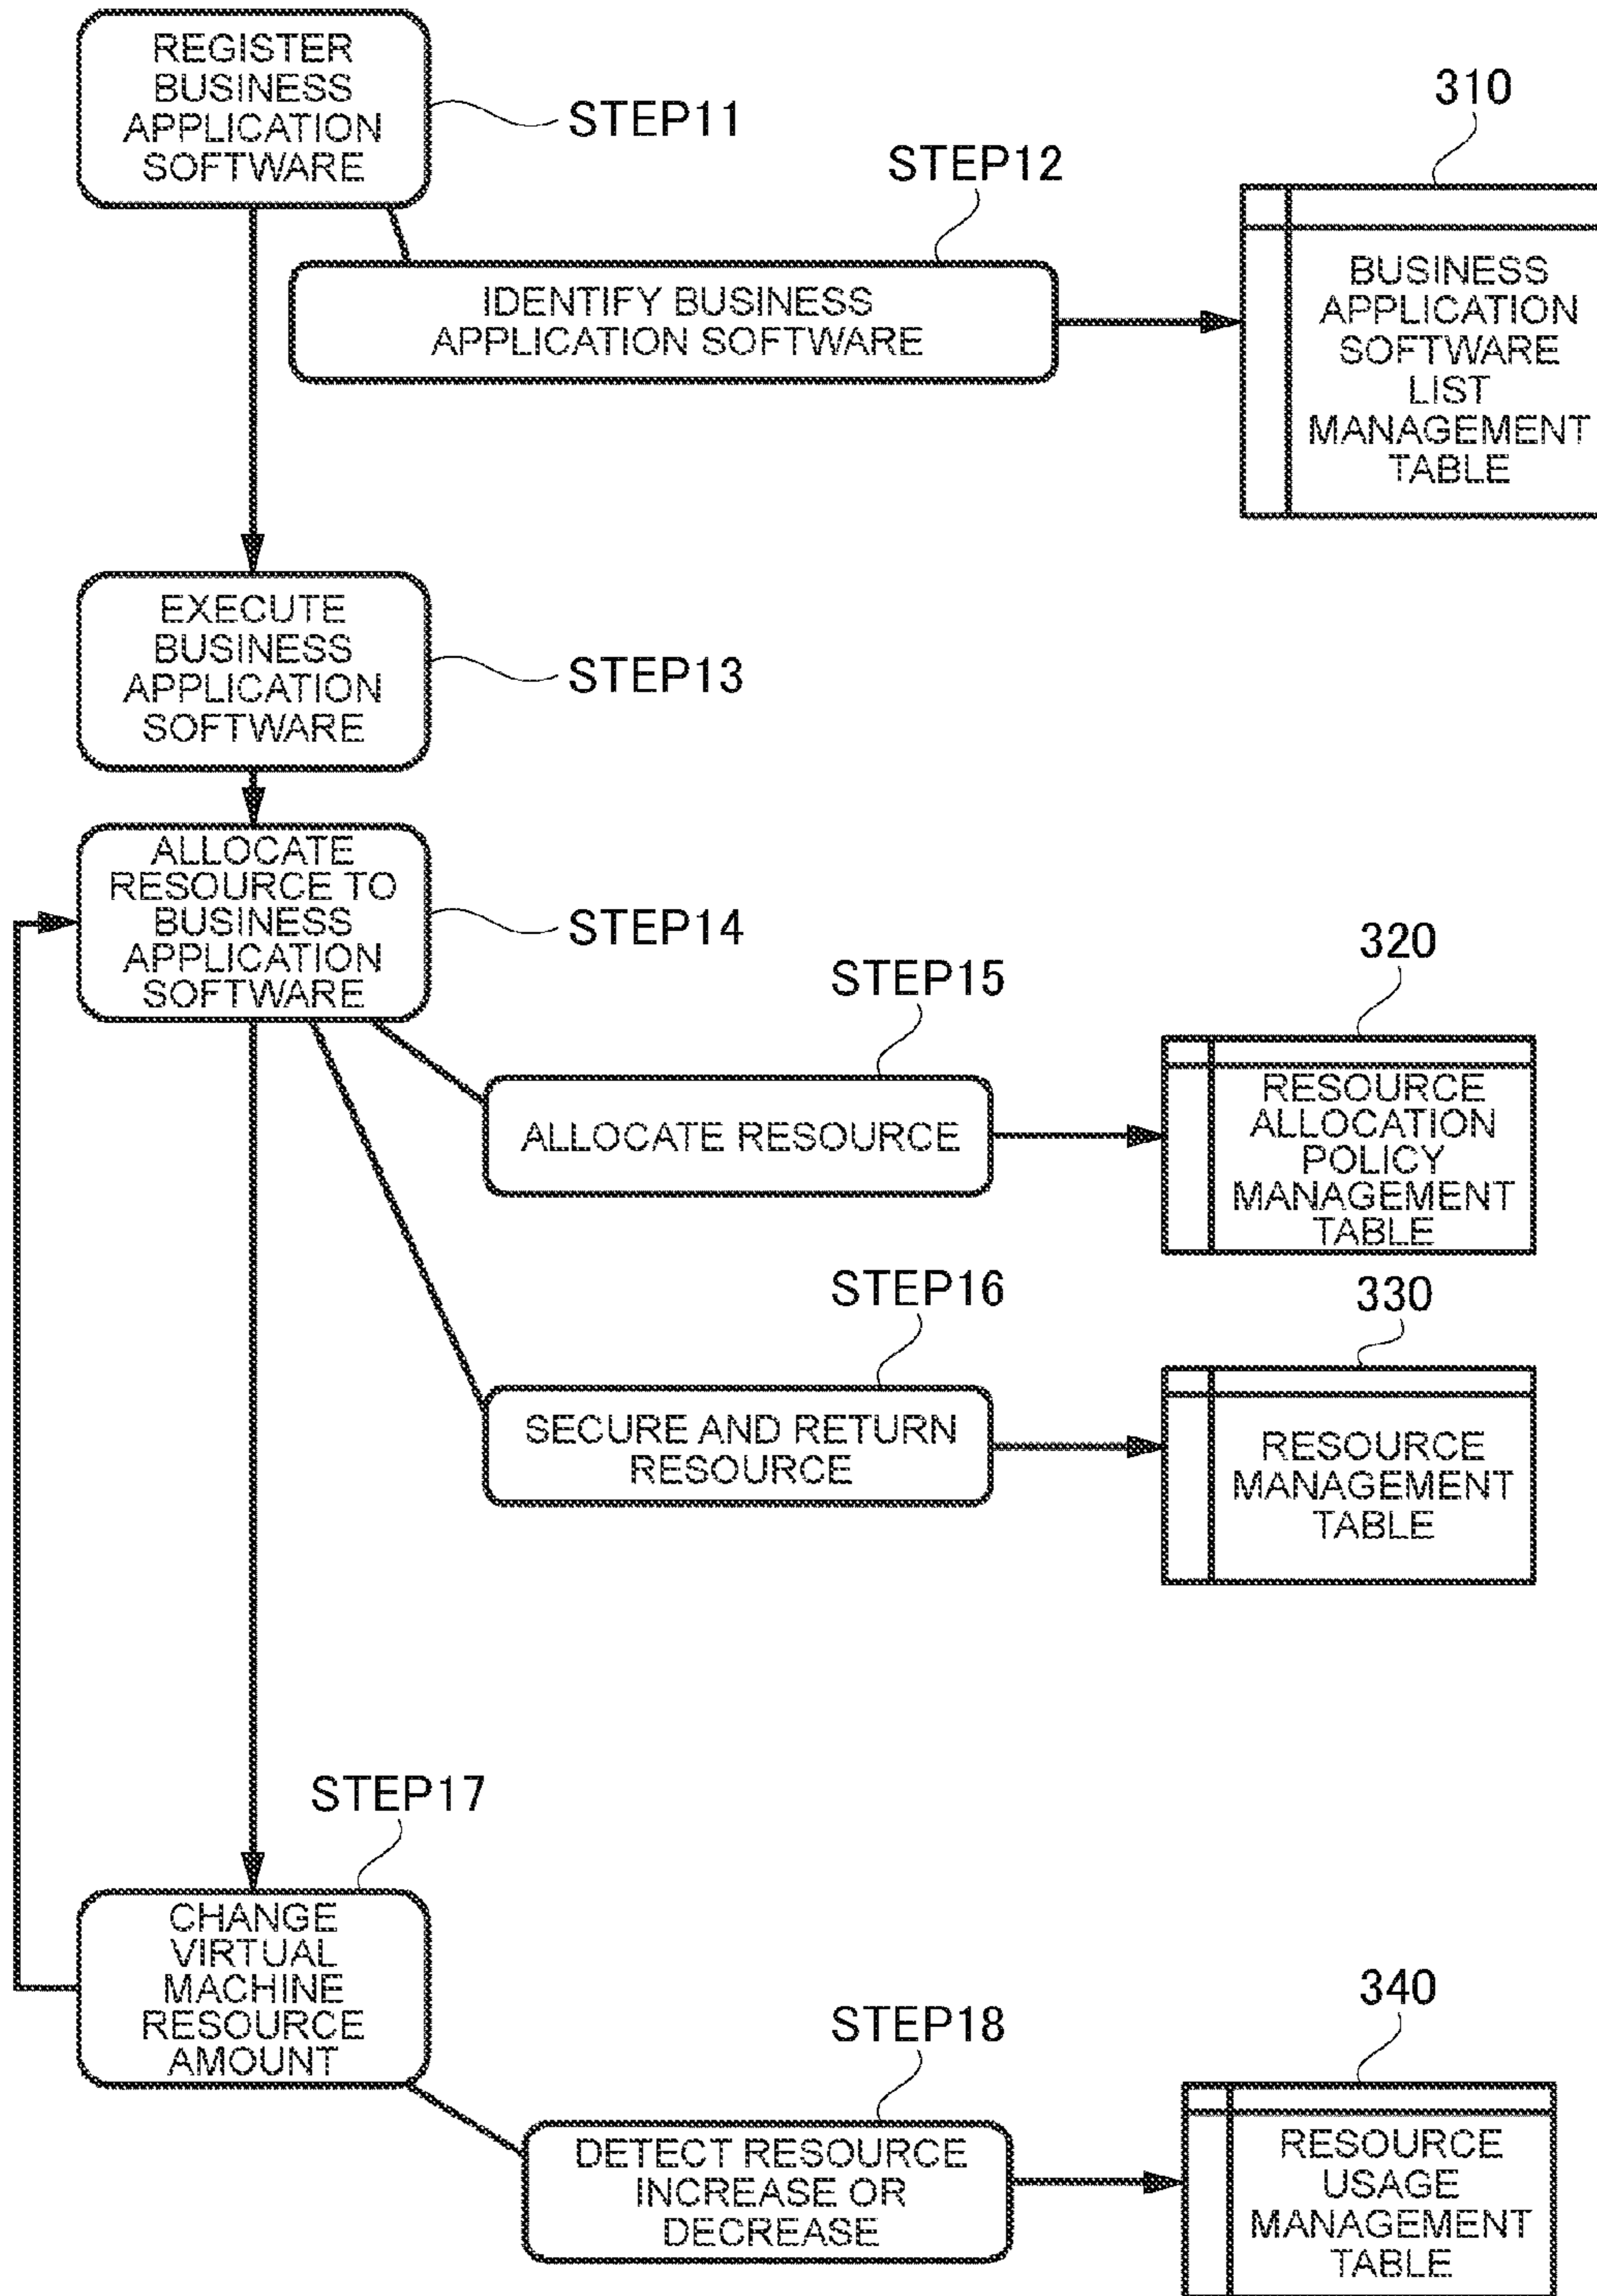 REGISTER
BUSINESS
APPLICATION
SOFTWARE
STEP11
STEP12
IDENTIFY BUSINESS
APPLICATION SOFTWARE
310
BUSINESS
APPLICATION
SOFTWARE
LIST
MANAGEMENT
TABLE
EXECUTE
BUSINESS
APPLICATION
SOFTWARE
STEP13
ALLOCATE
RESOURCE TO
BUSINESS
APPLICATION
SOFTWARE
STEP14
STEP15
ALLOCATE RESOURCE
320
RESOURCE
ALLOCATION
POLICY
MANAGEMENT
TABLE
STEP16
SECURE AND RETURN
RESOURCE
330
RESOURCE
MANAGEMENT
TABLE
STEP17
CHANGE
VIRTUAL
MACHINE
RESOURCE
AMOUNT
STEP18
DETECT RESOURCE
INCREASE OR
DECREASE
340
RESOURCE
USAGE
MANAGEMENT
TABLE